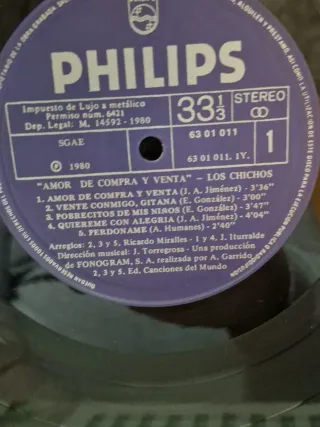 PHILIPS
Impuesto de Lujo a metálico
Permiso núm. 6421
Dep. Legal: M. 14592 - 1980
33 1/3
STEREO
SGAE
℗ 1980
63 01 011
63 01 011. 1Y.
1
"AMOR DE COMPRA Y VENTA" - LOS CHICHOS
1. AMOR DE COMPRA Y VENTA (J. A. Jiménez) - 3'36"
2. VENTE CONMIGO, GITANA (E. González) - 3'00"
3. POBRECITOS DE MIS NIÑOS (E. González) - 3'47"
4. QUIEREME CON ALEGRIA (J. A. Jiménez) - 4'04"
5. PERDONAME (A. Humanes) - 2'40"
Arreglos: 2, 3 y 5, Ricardo Miralles - 1 y 4, J. Iturralde
Dirección musical: J. Torregrosa - Una producción
de FONOGRAM, S. A. realizada por A. Garrido
2, 3 y 5. Ed. Canciones del Mundo